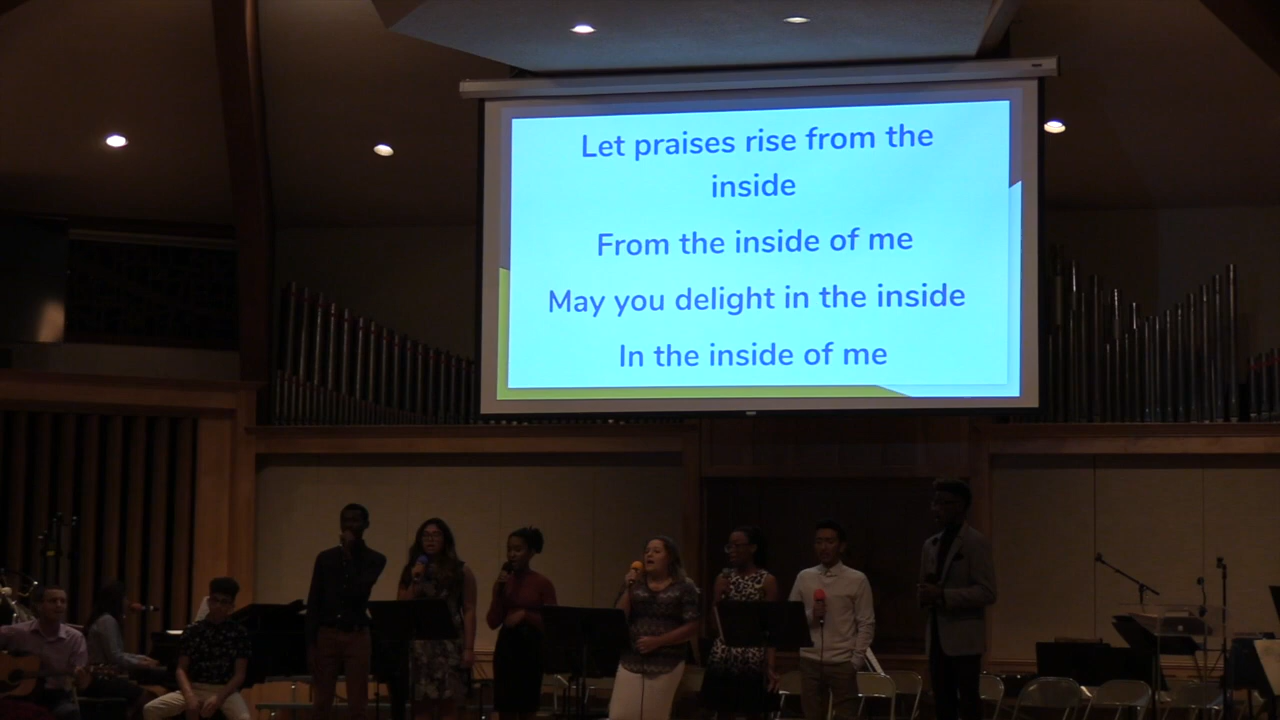 Let praises rise from the
inside
From the inside of me
May you delight in the inside
In the inside of me